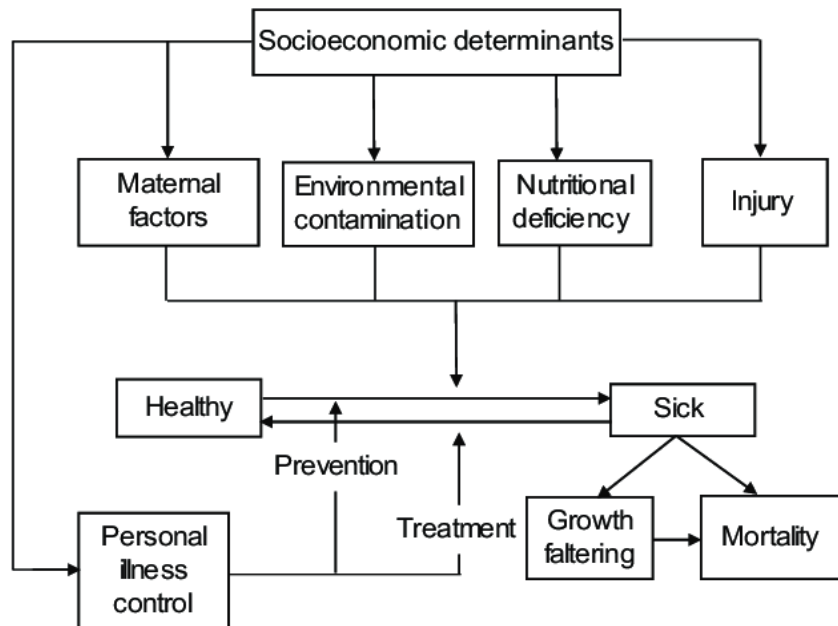 Socioeconomic determinants
Maternal
factors
Environmental
contamination
Nutritional
deficiency
Injury
Healthy
Sick
Prevention
Treatment
Personal
illness
control
Growth
faltering
Mortality